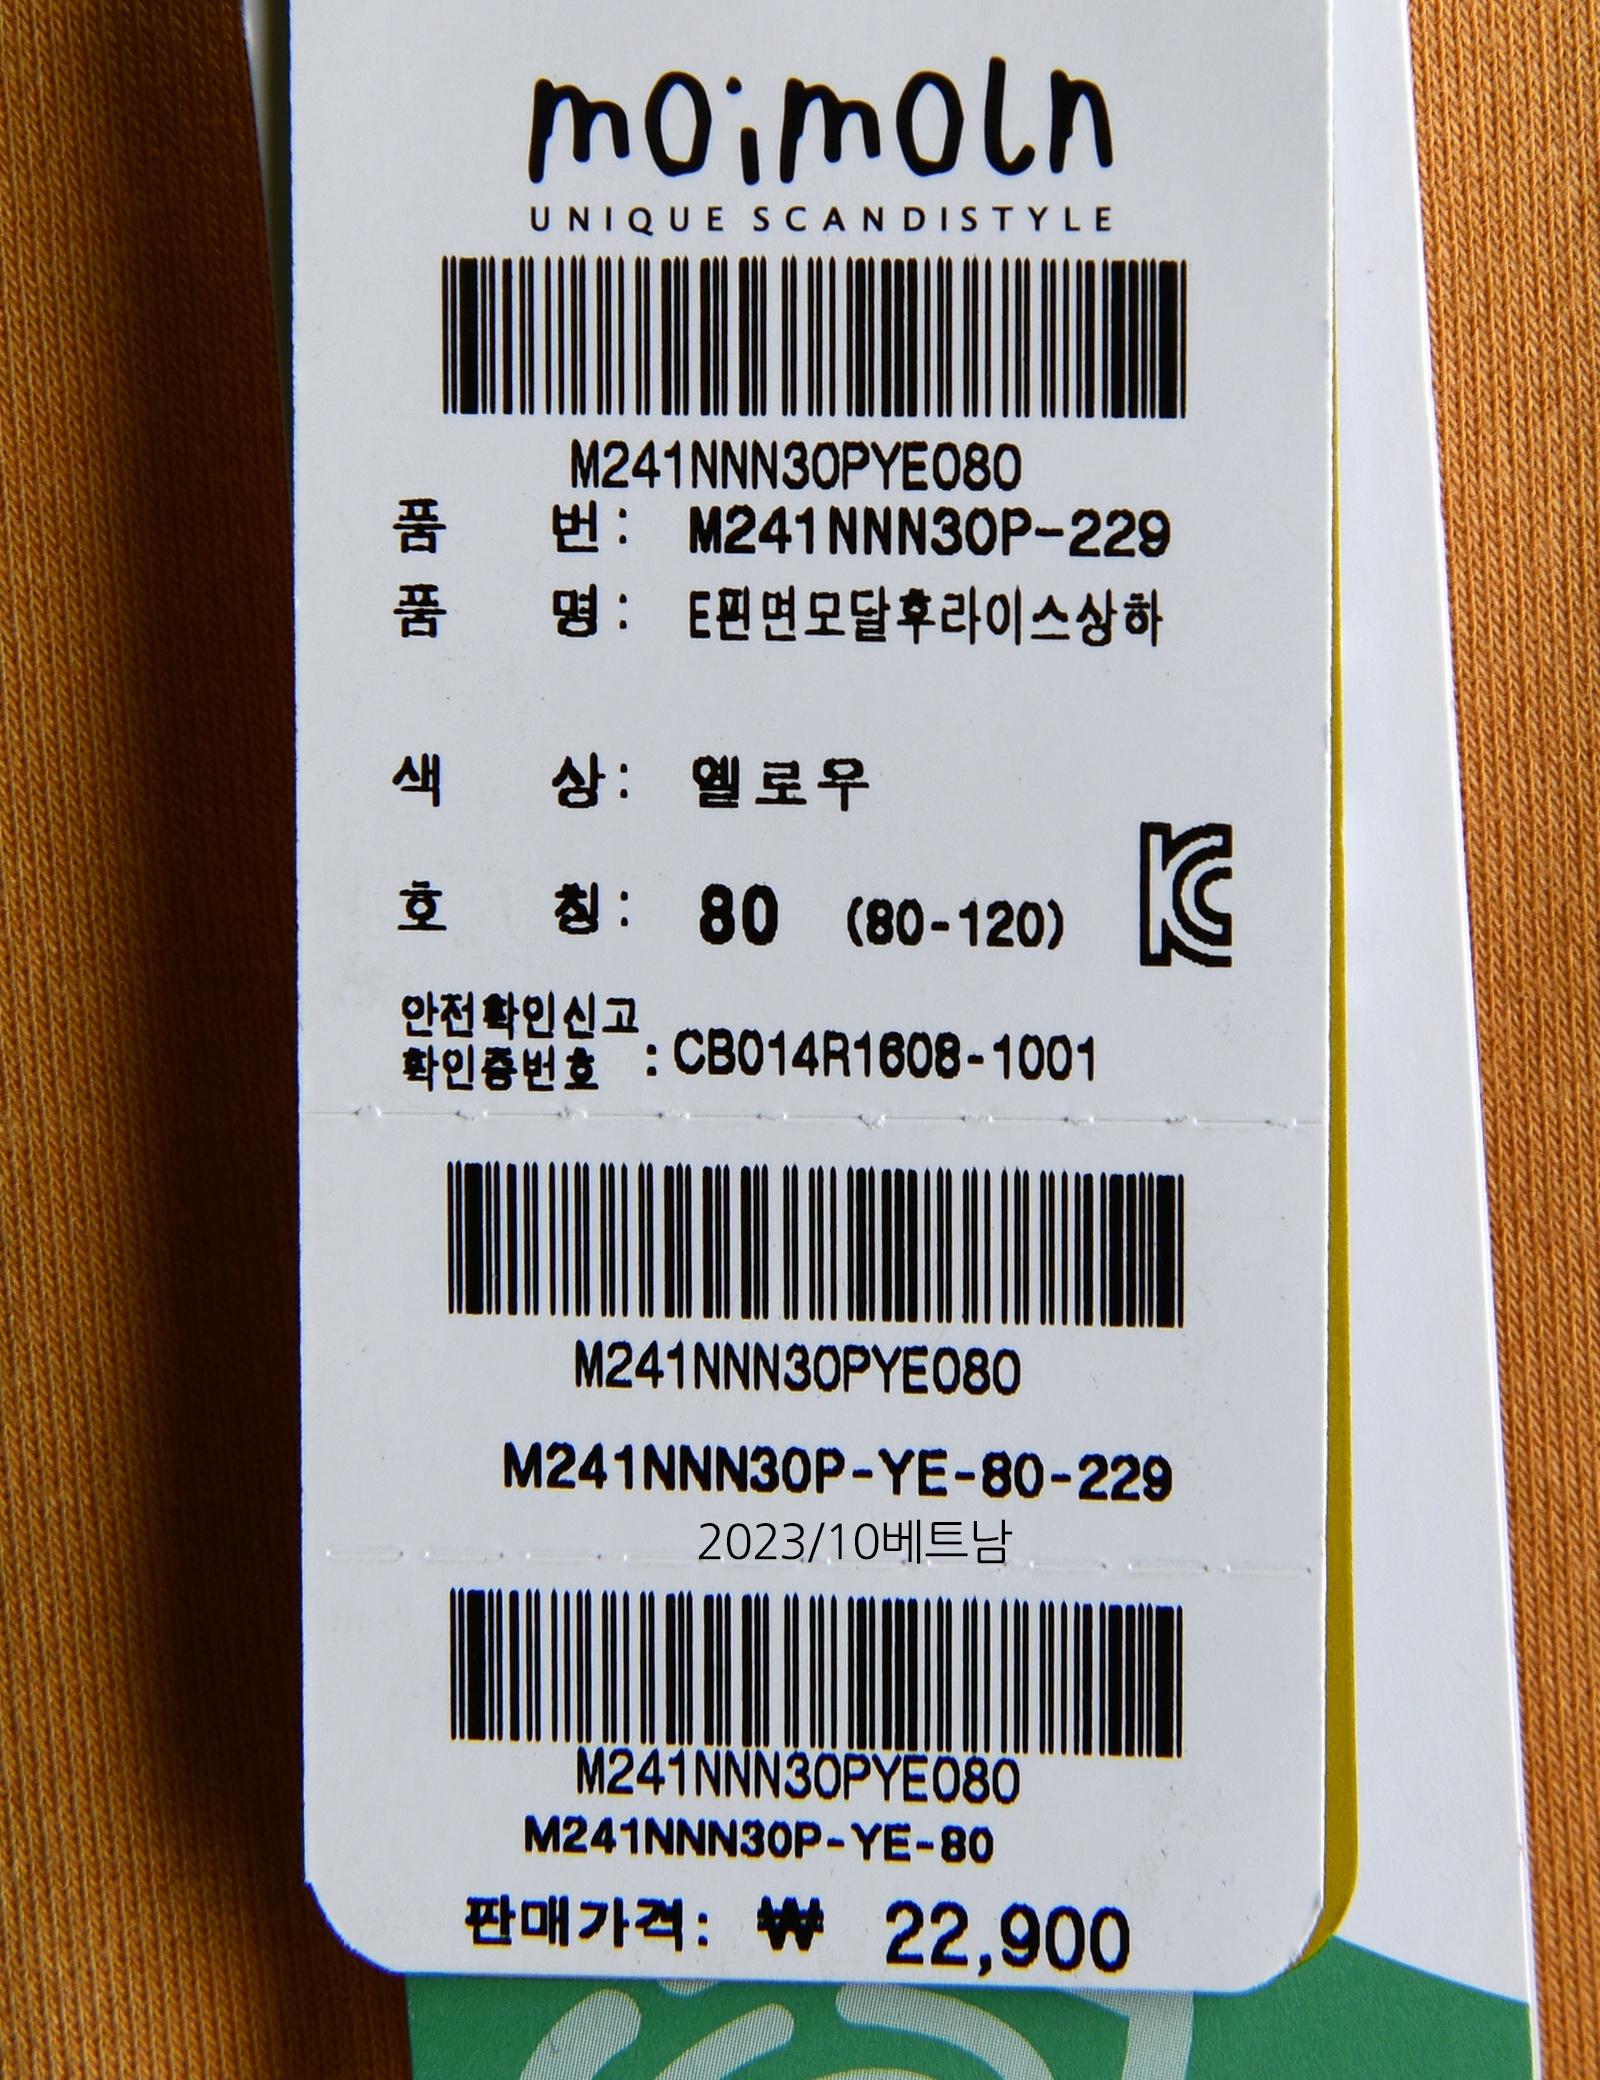 moimoln
UNIQUE SCANDISTYLE
M241NNN30PYE080
품 번: M241NNN30P-229
품 명: E핀면모달후라이스상하
색 상: 옐로우
호 칭: 80 (80-120)
KC
안전확인신고
확인증번호 : CB014R1608-1001
M241NNN30PYE080
M241NNN30P-YE-80-229
2023/10베트남
M241NNN30PYE080
M241NNN30P-YE-80
판매가격: ₩ 22,900